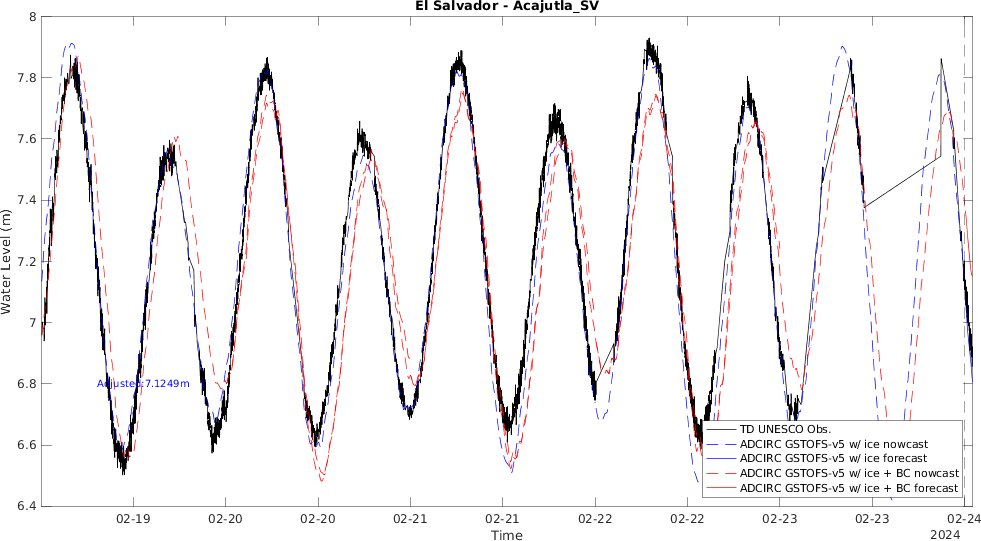 El Salvador - Acajutla_SV
8
7.8
7.6
7.4
7.2
7
6.8
6.6
6.4
Water Level (m)
Adjusted:7.1249m
TD UNESCO Obs.
ADCIRC GSTOFS-v5 w/ ice nowcast
ADCIRC GSTOFS-v5 w/ ice forecast
ADCIRC GSTOFS-v5 w/ ice + BC nowcast
ADCIRC GSTOFS-v5 w/ ice + BC forecast
02-19 02-20 02-20 02-21 02-21 02-22 02-22 02-23 02-23 02-24
Time
2024